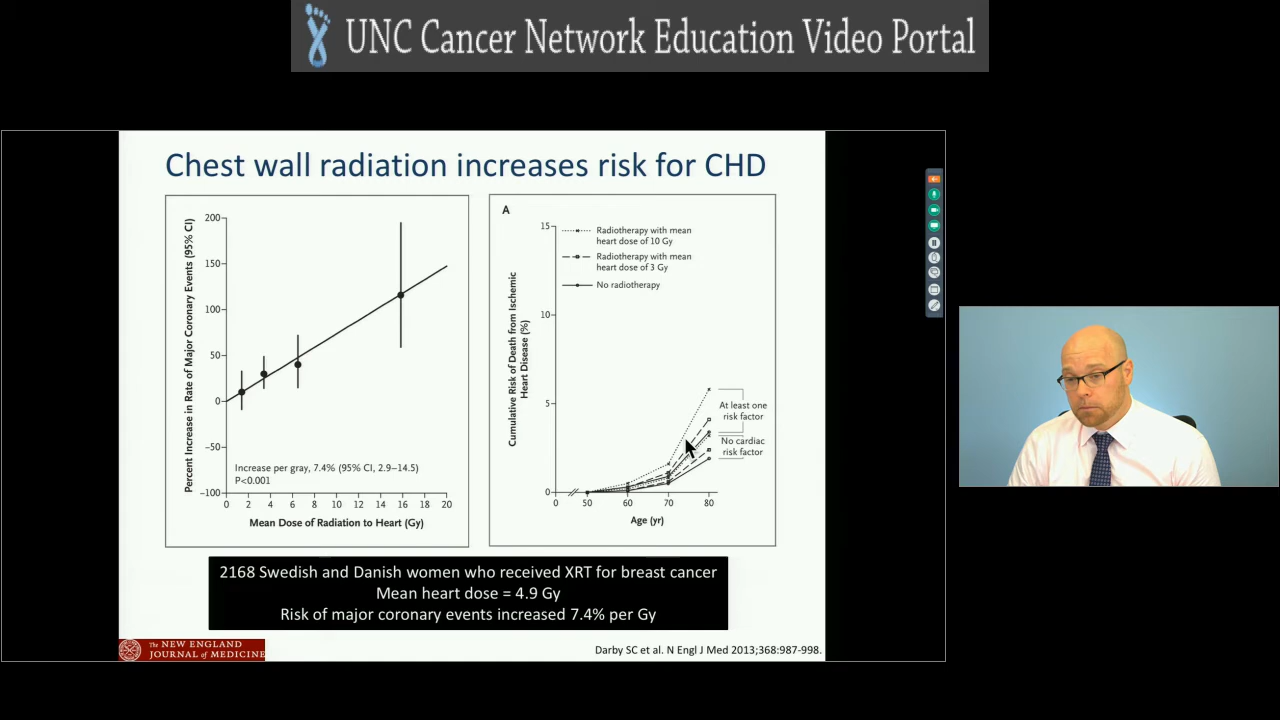 UNC Cancer Network Education Video Portal
Chest wall radiation increases risk for CHD
Percent Increase in Rate of Major Coronary Events (95% CI)
200
150
100
50
0
−50
−100
Increase per gray, 7.4% (95% CI, 2.9–14.5)
P<0.001
0 2 4 6 8 10 12 14 16 18 20
Mean Dose of Radiation to Heart (Gy)
A
Cumulative Risk of Death from Ischemic
Heart Disease (%)
15
10
5
0
Radiotherapy with mean
heart dose of 10 Gy
Radiotherapy with mean
heart dose of 3 Gy
No radiotherapy
At least one
risk factor
No cardiac
risk factor
0 50 60 70 80
Age (yr)
2168 Swedish and Danish women who received XRT for breast cancer
Mean heart dose = 4.9 Gy
Risk of major coronary events increased 7.4% per Gy
The NEW ENGLAND
JOURNAL of MEDICINE
Darby SC et al. N Engl J Med 2013;368:987-998.